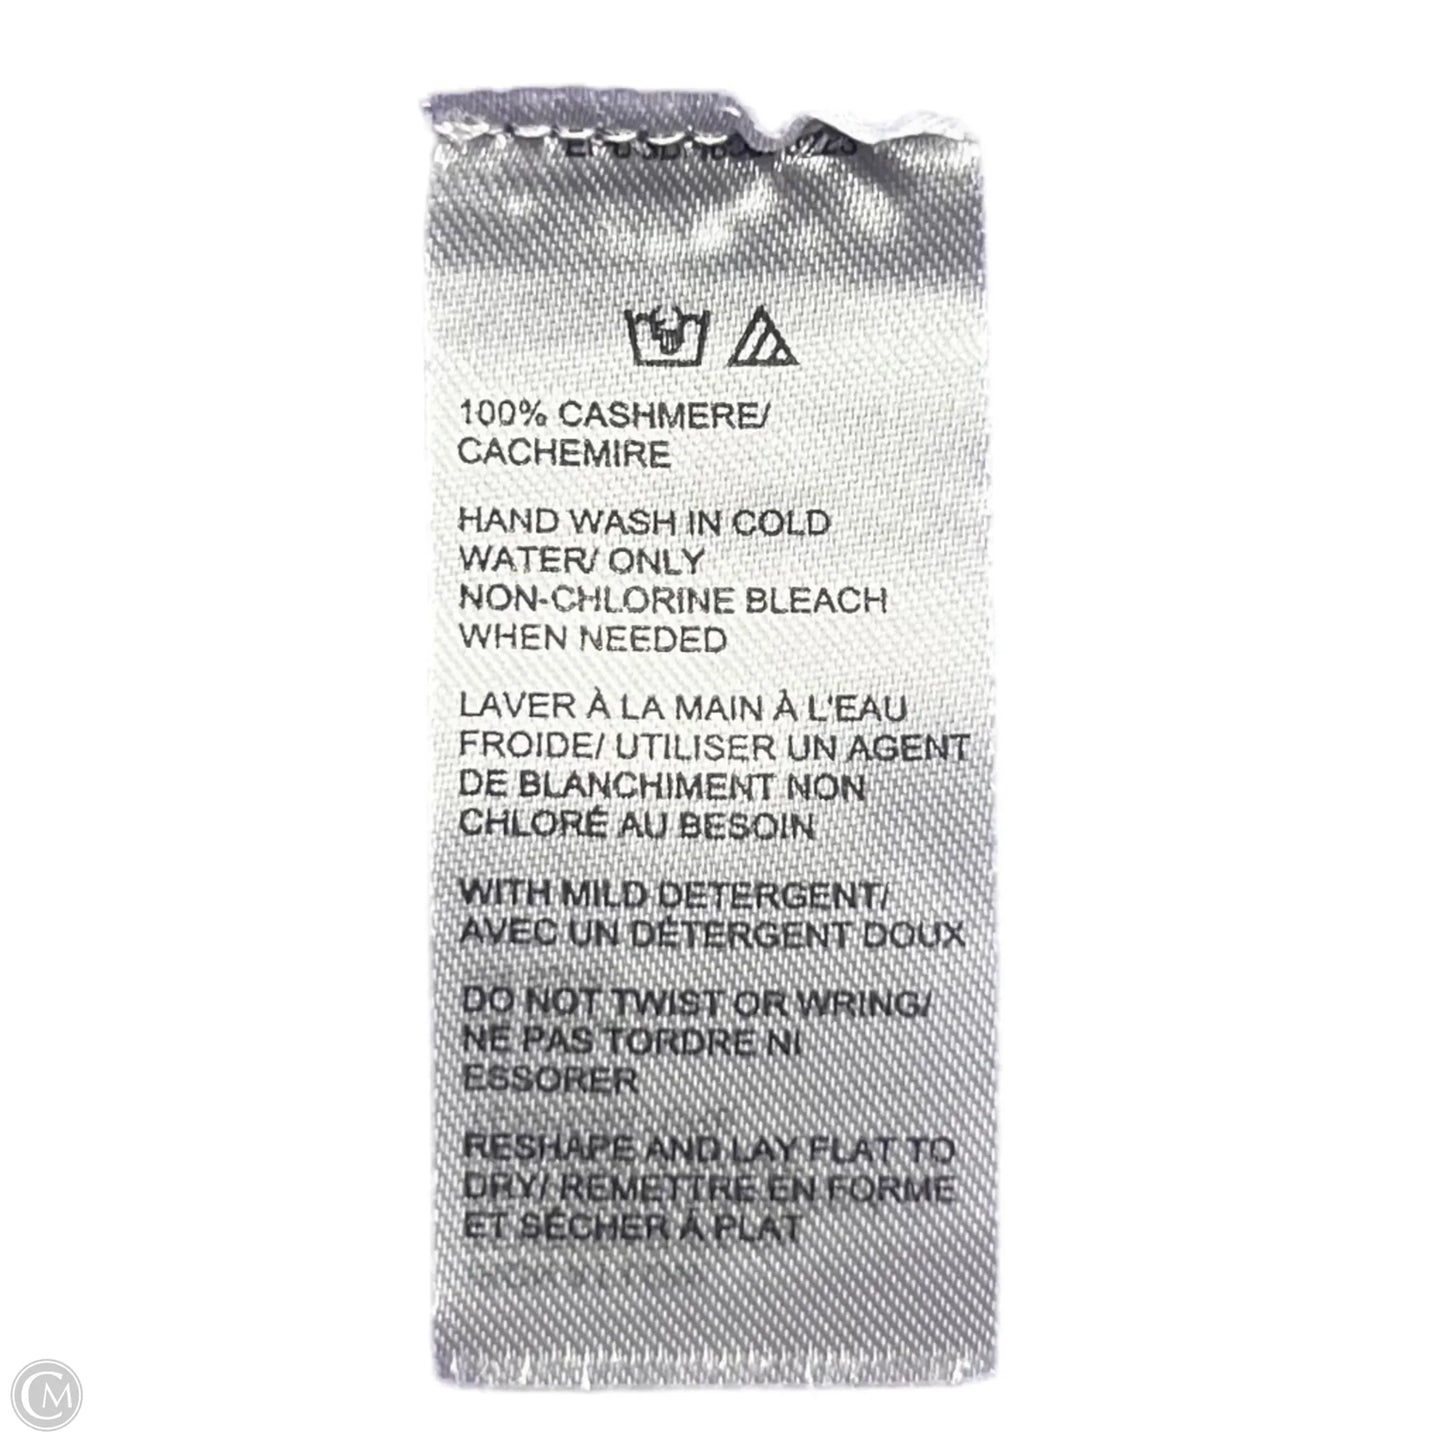 100% CASHMERE/
CACHEMIRE
HAND WASH IN COLD
WATER/ ONLY
NON-CHLORINE BLEACH
WHEN NEEDED
LAVER À LA MAIN À L'EAU
FROIDE/ UTILISER UN AGENT
DE BLANCHIMENT NON
CHLORÉ AU BESOIN
WITH MILD DETERGENT/
AVEC UN DÉTERGENT DOUX
DO NOT TWIST OR WRING/
NE PAS TORDRE NI
ESSORER
RESHAPE AND LAY FLAT TO
DRY/ REMETTRE EN FORME
ET SÉCHER À PLAT
CM